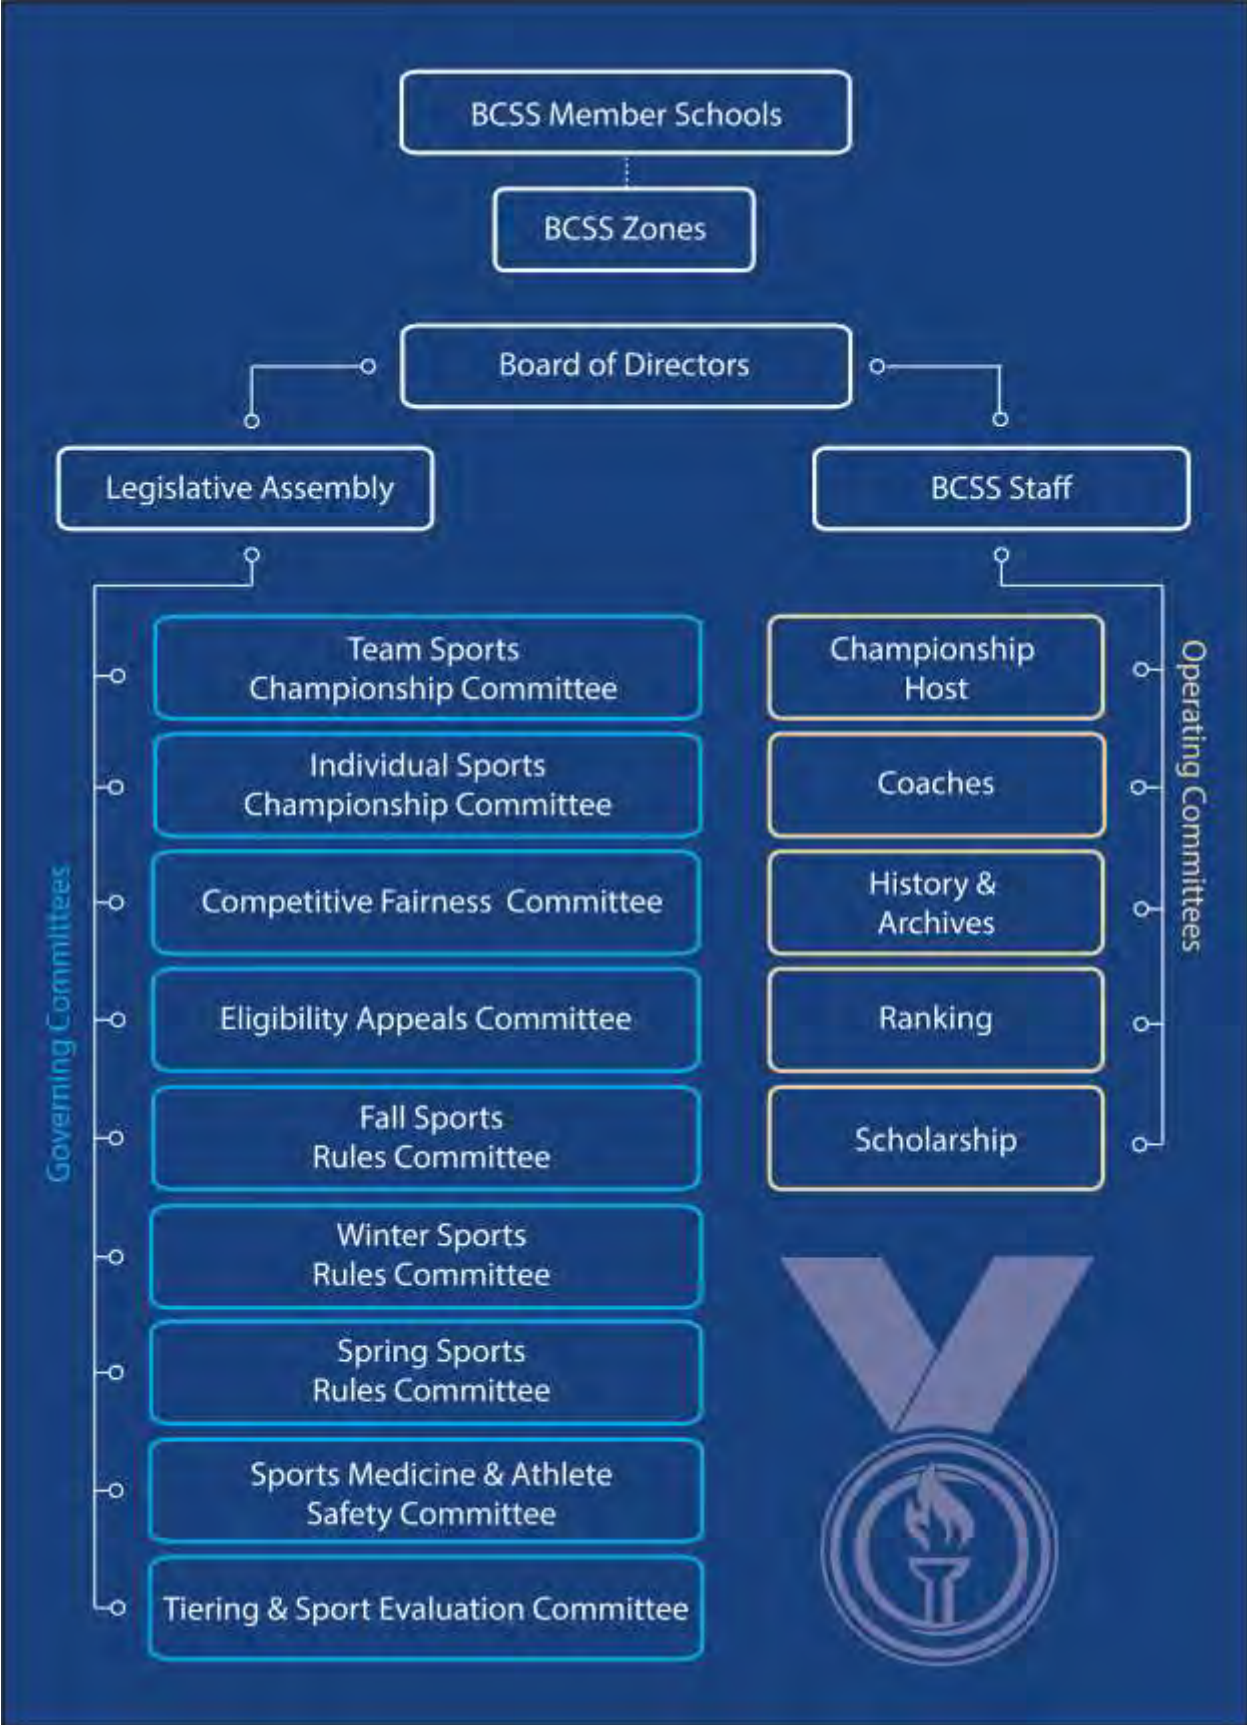 BCSS Member Schools
BCSS Zones
Board of Directors
Legislative Assembly
BCSS Staff
Governing Committees
Team Sports
Championship Committee
Individual Sports
Championship Committee
Competitive Fairness Committee
Eligibility Appeals Committee
Fall Sports
Rules Committee
Winter Sports
Rules Committee
Spring Sports
Rules Committee
Sports Medicine & Athlete
Safety Committee
Tiering & Sport Evaluation Committee
Operating Committees
Championship
Host
Coaches
History &
Archives
Ranking
Scholarship